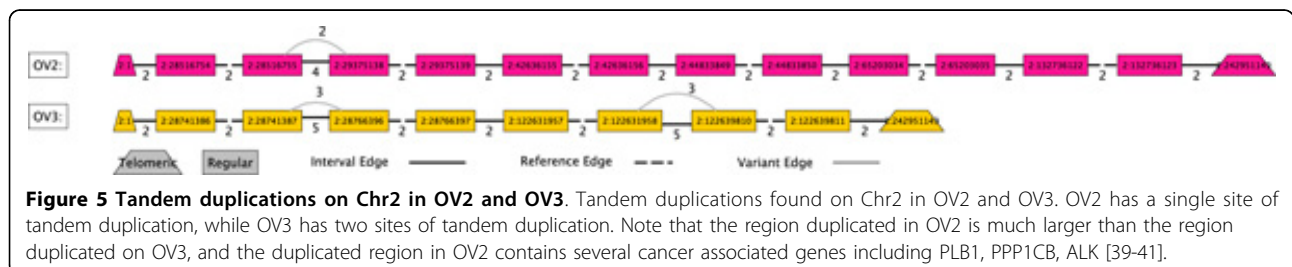 2
OV2: 2:1 2:28516754 2:28516755 2:29375138 2:29375139 2:42636155 2:42636156 2:44833849 2:44833850 2:65203034 2:65203035 2:132736122 2:132736123
2 2 4 2 2 2 2 2 2 2 2 2 2
3 3
OV3: 2:1 2:28741386 2:28741387 2:28766396 2:28766397 2:122631957 2:122631958 2:122639810 2:122639811
2 2 5 2 2 2 5 2 2
Telomeric Regular Interval Edge Reference Edge Variant Edge
Figure 5 Tandem duplications on Chr2 in OV2 and OV3. Tandem duplications found on Chr2 in OV2 and OV3. OV2 has a single site of
tandem duplication, while OV3 has two sites of tandem duplication. Note that the region duplicated in OV2 is much larger than the region
duplicated on OV3, and the duplicated region in OV2 contains several cancer associated genes including PLB1, PPP1CB, ALK [39-41].